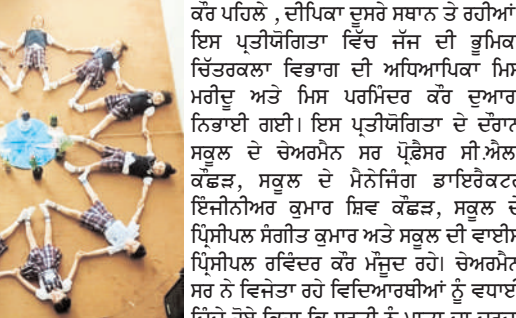 ਕੌਰ ਪਹਿਲੇ , ਦੀਪਿਕਾ ਦੂਸਰੇ ਸਥਾਨ ਤੇ ਰਹੀਆਂ
ਇਸ ਪ੍ਰਤੀਯੋਗਿਤਾ ਵਿੱਚ ਜੱਜ ਦੀ ਭੂਮਿਕ
ਚਿੱਤਰਕਲਾ ਵਿਭਾਗ ਦੀ ਅਧਿਆਪਿਕਾ ਮਿਸ
ਮਰੀਦੂ ਅਤੇ ਮਿਸ ਪਰਮਿੰਦਰ ਕੌਰ ਦੁਆਰ
ਨਿਭਾਈ ਗਈ। ਇਸ ਪ੍ਰਤੀਯੋਗਿਤਾ ਦੇ ਦੌਰਾਨ
ਸਕੂਲ ਦੇ ਚੇਅਰਮੈਨ ਸਰ ਪ੍ਰੋਫ਼ੈਸਰ ਸੀ.ਐਲ
ਕੌਛੜ, ਸਕੂਲ ਦੇ ਮੈਨੇਜਿੰਗ ਡਾਇਰੈਕਟਰ
ਇੰਜੀਨੀਅਰ ਕੁਮਾਰ ਸ਼ਿਵ ਕੌਛੜ, ਸਕੂਲ ਦੇ
ਪ੍ਰਿੰਸੀਪਲ ਸੰਗੀਤ ਕੁਮਾਰ ਅਤੇ ਸਕੂਲ ਦੀ ਵਾਈਸ
ਪ੍ਰਿੰਸੀਪਲ ਰਵਿੰਦਰ ਕੌਰ ਮੌਜੂਦ ਰਹੇ। ਚੇਅਰਮੈਨ
ਸਰ ਨੇ ਵਿਜੇਤਾ ਰਹੇ ਵਿਦਿਆਰਥੀਆਂ ਨੂੰ ਵਧਾਈ